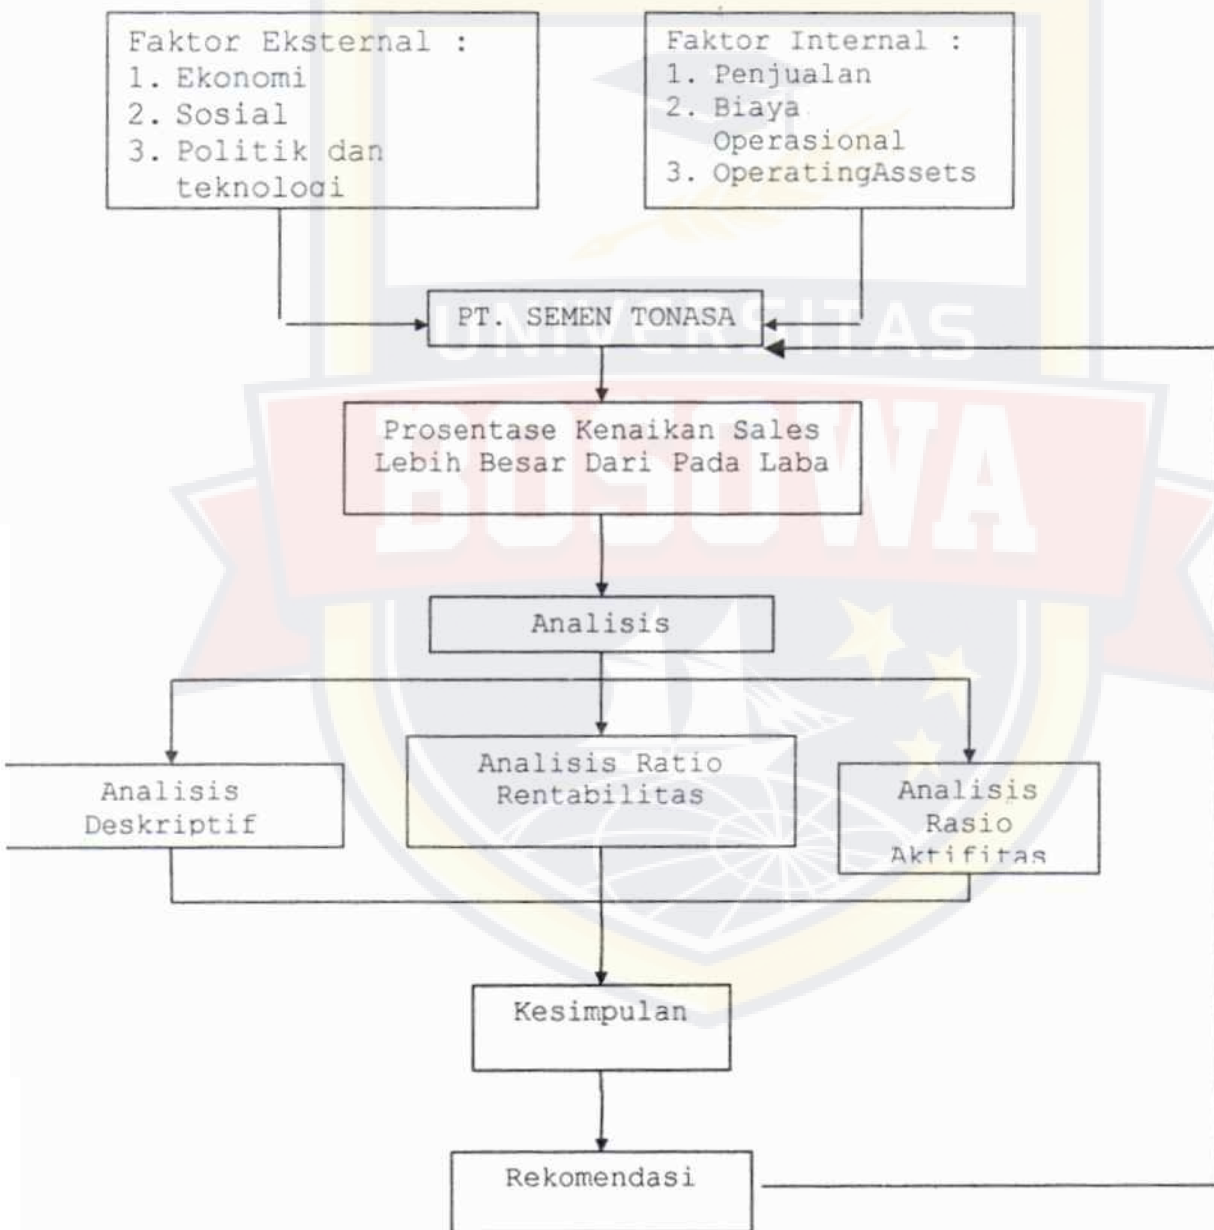 Faktor Eksternal :
1. Ekonomi
2. Sosial
3. Politik dan
teknologi
Faktor Internal :
1. Penjualan
2. Biaya
Operasional
3. OperatingAssets
PT. SEMEN TONASA
UNIVERSITAS
Prosentase Kenaikan Sales
Lebih Besar Dari Pada Laba
BOSOWA
Analisis
Analisis
Deskriptif
Analisis Ratio
Rentabilitas
Analisis
Rasio
Aktifitas
Kesimpulan
Rekomendasi